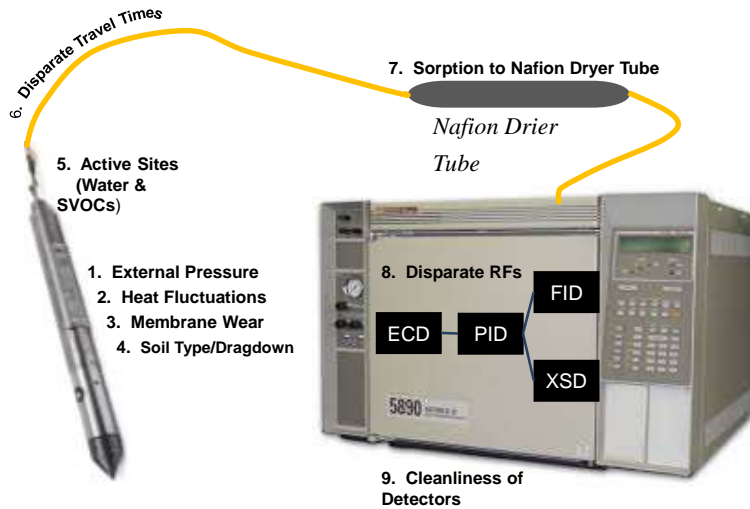 6. Disparate Travel Times
7. Sorption to Nafion Dryer Tube
Nafion Drier
Tube
5. Active Sites
(Water &
SVOCs)
1. External Pressure
2. Heat Fluctuations
3. Membrane Wear
4. Soil Type/Dragdown
8. Disparate RFs
FID
ECD
PID
XSD
5890
9. Cleanliness of
Detectors